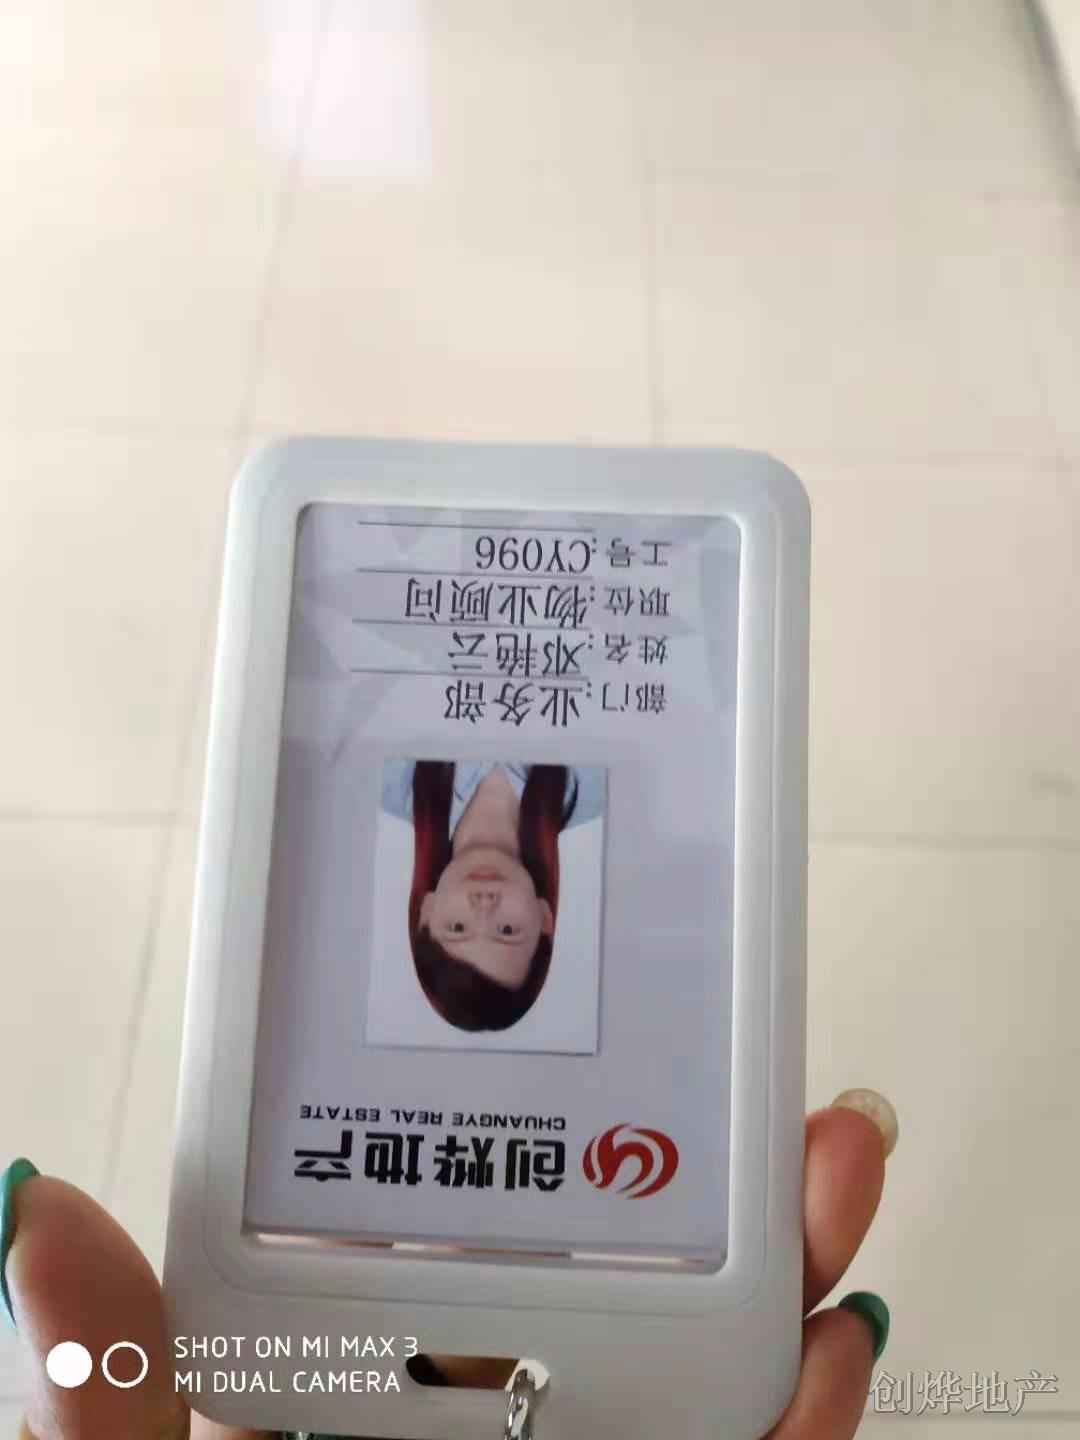 创烨地产
CHUANGYE REAL ESTATE
部门:业务部
姓名:邓艳云
职位:物业顾问
工号:CY096
SHOT ON MI MAX 3
MI DUAL CAMERA
创烨地产